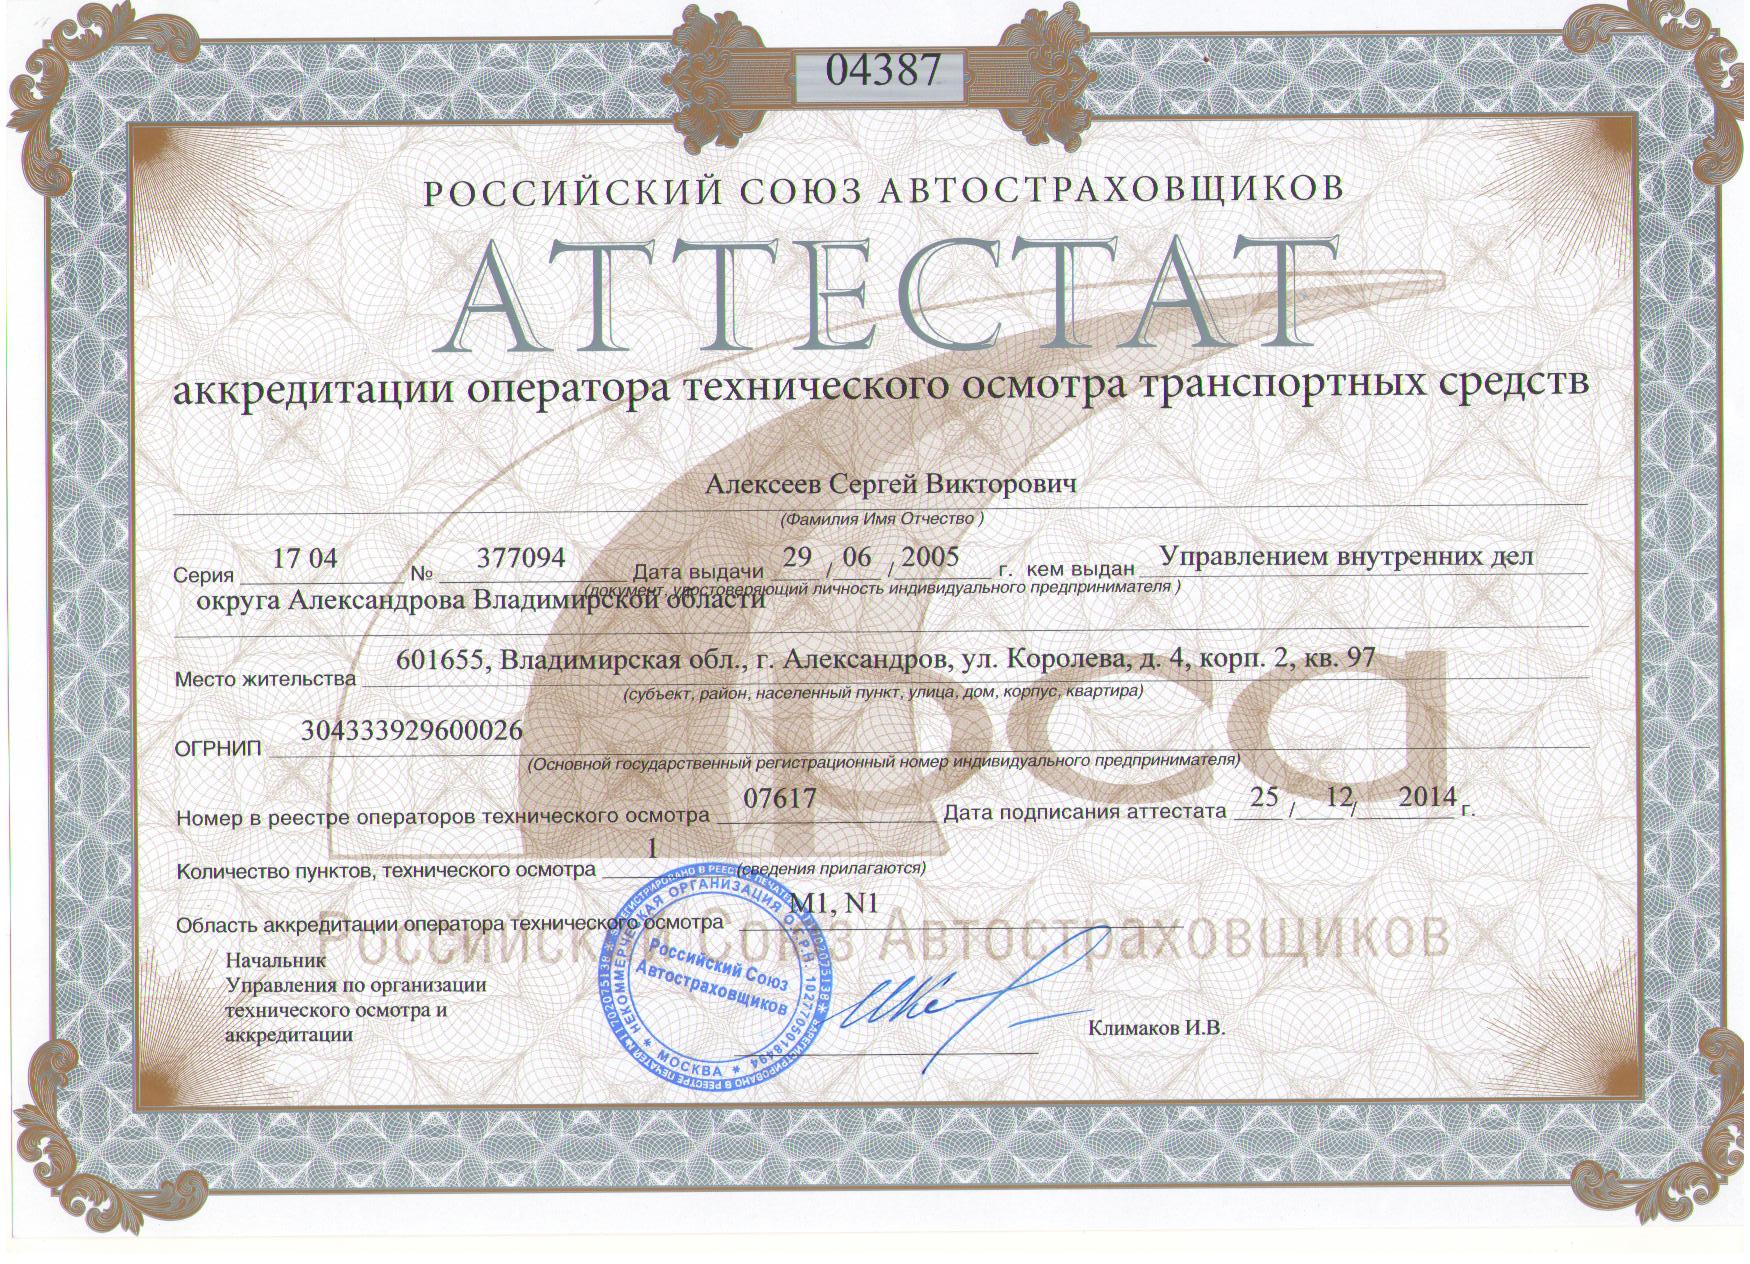 04387
РОССИЙСКИЙ СОЮЗ АВТОСТРАХОВЩИКОВ
АТТЕСТАТ
аккредитации оператора технического осмотра транспортных средств
Алексеев Сергей Викторович
(Фамилия Имя Отчество )
Серия 17 04 № 377094 Дата выдачи 29 / 06 / 2005 г. кем выдан Управлением внутренних дел
(документ, удостоверяющий личность индивидуального предпринимателя )
округа Александрова Владимирской области
Место жительства 601655, Владимирская обл., г. Александров, ул. Королева, д. 4, корп. 2, кв. 97
(субъект, район, населенный пункт, улица, дом, корпус, квартира)
ОГРНИП 304333929600026
(Основной государственный регистрационный номер индивидуального предпринимателя)
Номер в реестре операторов технического осмотра 07617 Дата подписания аттестата 25 / 12 / 2014 г.
Количество пунктов, технического осмотра 1
(сведения прилагаются)
Область аккредитации оператора технического осмотра М1, N1
рса
Российский Союз Автостраховщиков
Начальник
Управления по организации
технического осмотра и
аккредитации
Климаков И.В.
НЕКОММЕРЧЕСКАЯ ОРГАНИЗАЦИЯ О.Г.Р.Н. 1027705018494
* МОСКВА *
Российский Союз
Автостраховщиков